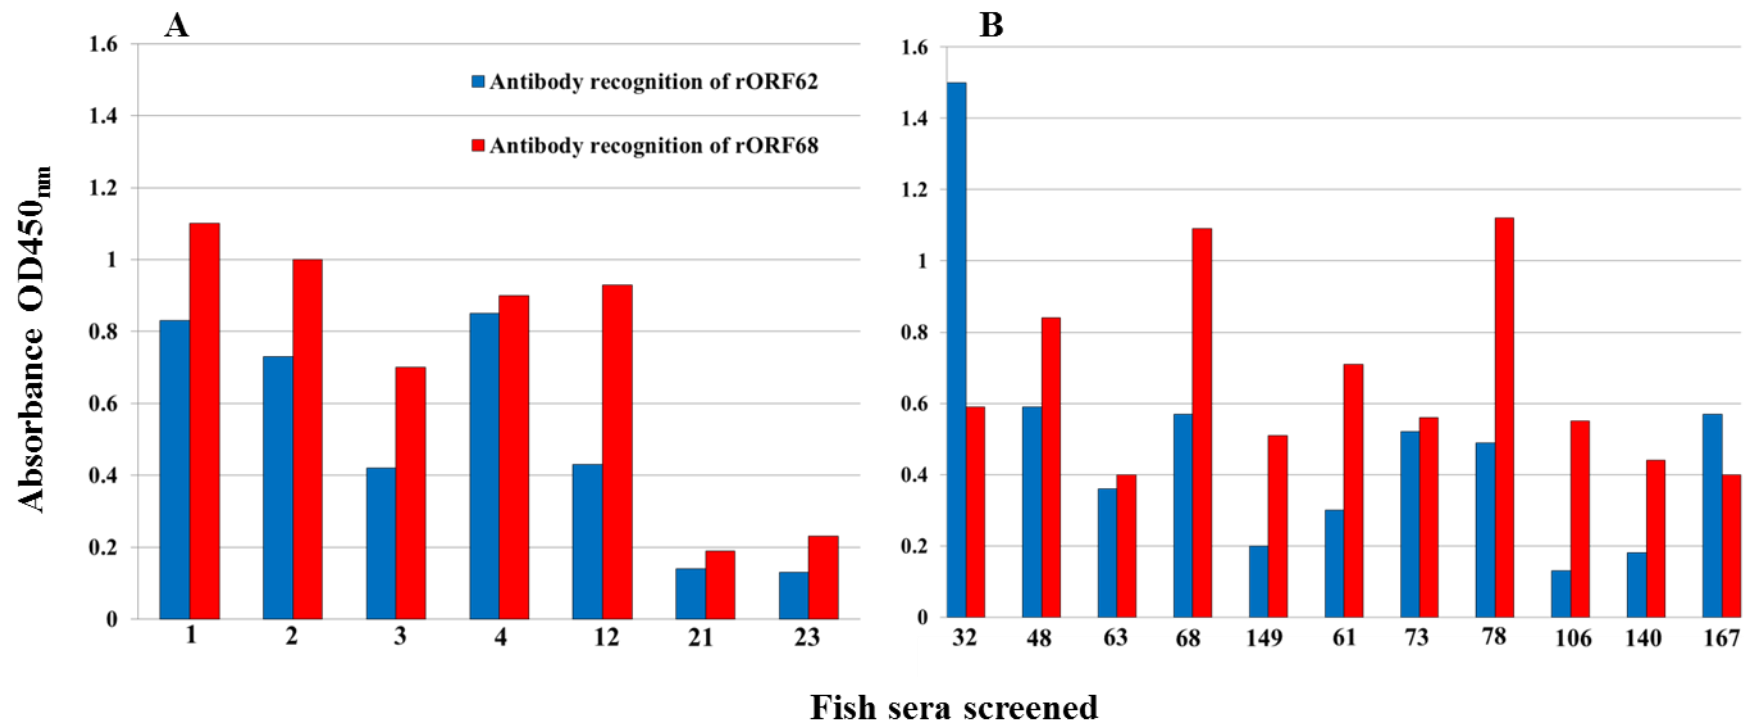 A
1.6
1.4
1.2
1
0.8
0.6
0.4
0.2
0
Antibody recognition of rORF62
Antibody recognition of rORF68
1 2 3 4 12 21 23
Absorbance OD450nm
B
1.6
1.4
1.2
1
0.8
0.6
0.4
0.2
0
32 48 63 68 149 61 73 78 106 140 167
Fish sera screened